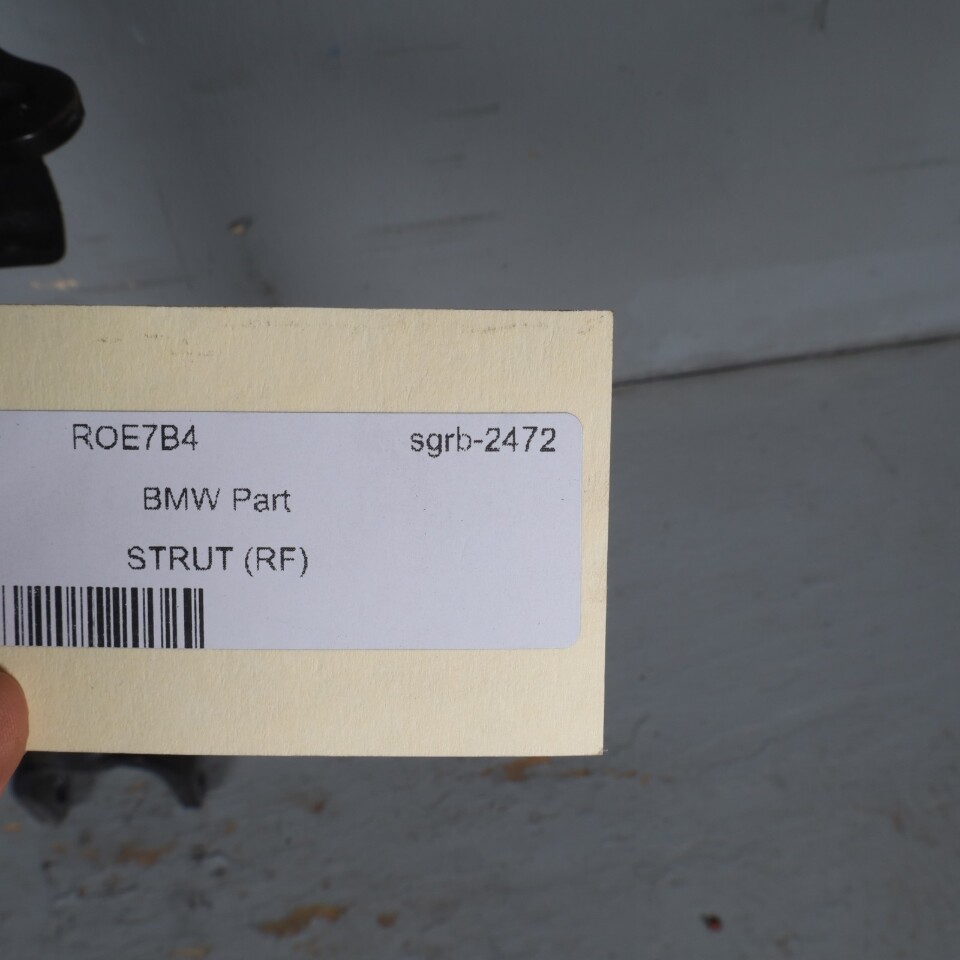 ROE7B4 sgrb-2472
BMW Part
STRUT (RF)